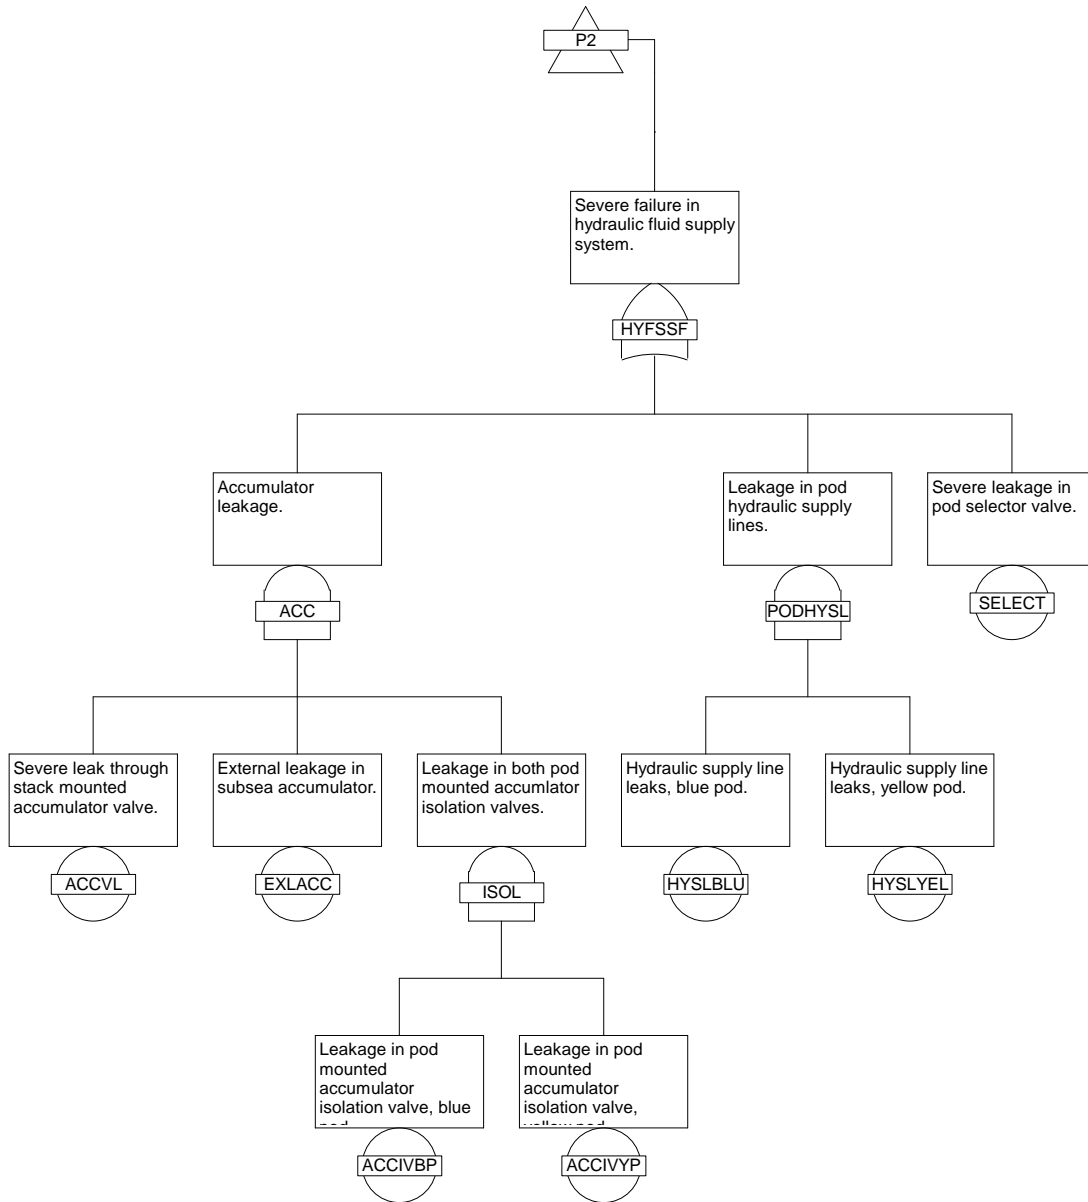 P2
Severe failure in
hydraulic fluid supply
system.
HYFSSF
Accumulator
leakage.
ACC
Leakage in pod
hydraulic supply
lines.
PODHYSL
Severe leakage in
pod selector valve.
SELECT
Severe leak through
stack mounted
accumulator valve.
ACCVL
External leakage in
subsea accumulator.
EXLACC
Leakage in both pod
mounted accumlator
isolation valves.
ISOL
Hydraulic supply line
leaks, blue pod.
HYSLBLU
Hydraulic supply line
leaks, yellow pod.
HYSLYEL
Leakage in pod
mounted
accumulator
isolation valve, blue
pod
ACCIVBP
Leakage in pod
mounted
accumulator
isolation valve,
yellow pod
ACCIVYP